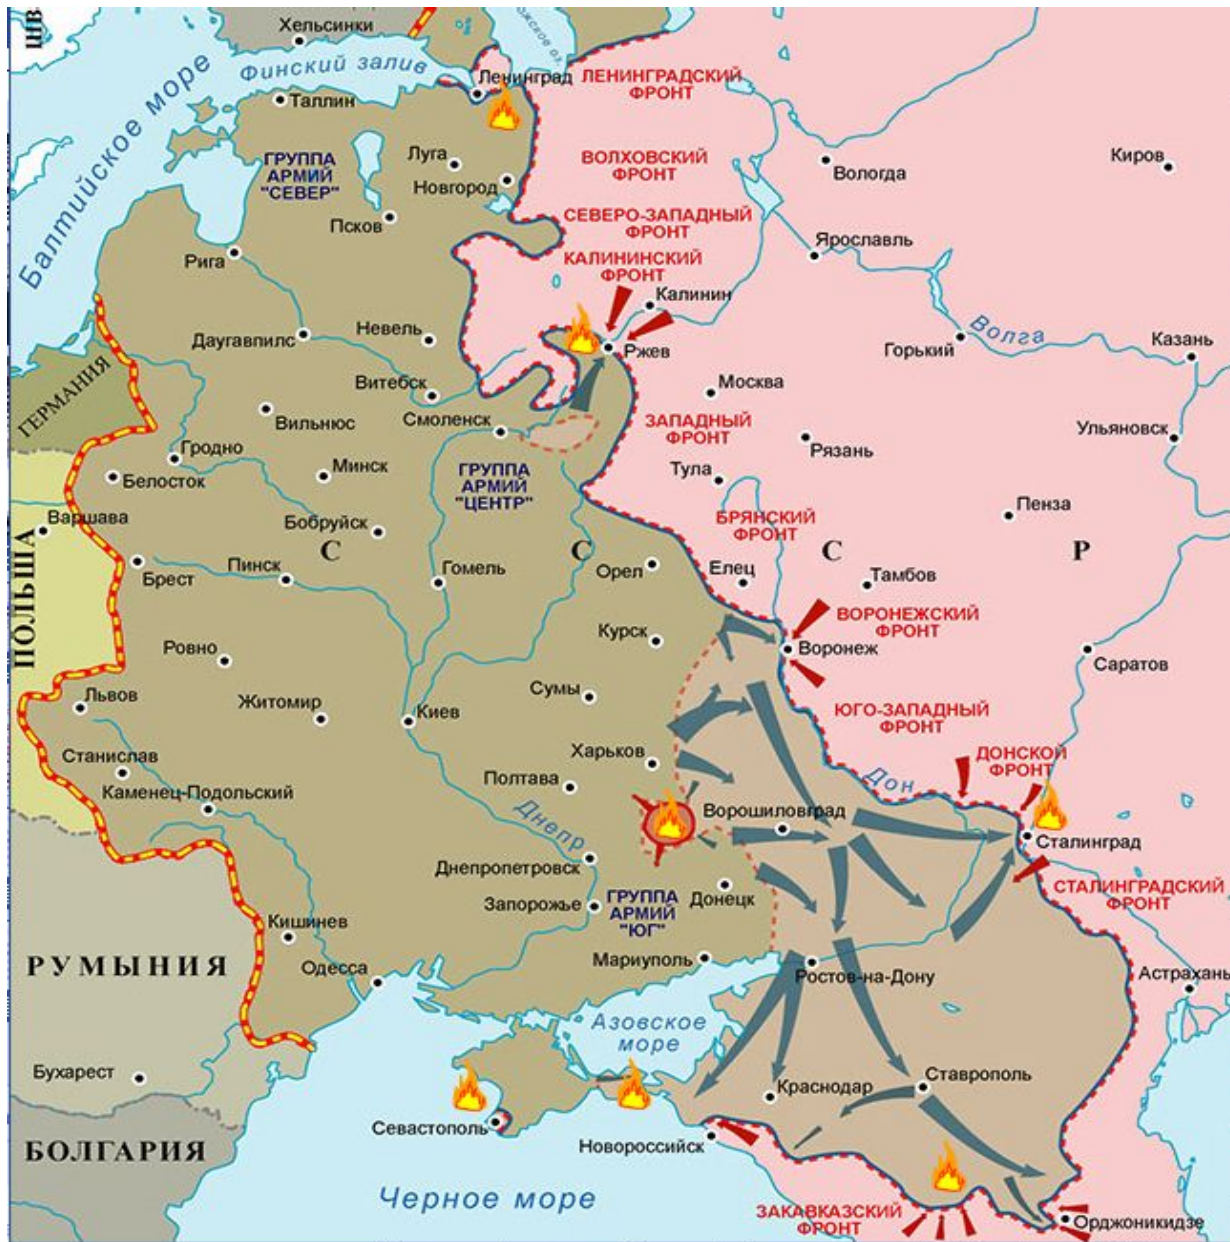 ШВ
Хельсинки
Финский залив
Ленинград
ЛЕНИНГРАДСКИЙ
ФРОНТ
Таллин
Балтийское море
ГРУППА
АРМИЙ
"СЕВЕР"
Луга
Новгород
ВОЛХОВСКИЙ
ФРОНТ
Вологда
Киров
Псков
СЕВЕРО-ЗАПАДНЫЙ
ФРОНТ
Рига
КАЛИНИНСКИЙ
ФРОНТ
Ярославль
Калинин
Даугавпилс
Невель
Ржев
Горький
Волга
Казань
ГЕРМАНИЯ
Витебск
Москва
Вильнюс
Смоленск
ЗАПАДНЫЙ
ФРОНТ
Рязань
Ульяновск
Гродно
Белосток
Минск
ГРУППА
АРМИЙ
"ЦЕНТР"
Тула
Пенза
Варшава
Бобруйск
БРЯНСКИЙ
ФРОНТ
С С С Р
ПОЛЬША
Брест
Пинск
Гомель
Орел
Елец
Тамбов
Курск
ВОРОНЕЖСКИЙ
ФРОНТ
Воронеж
Ровно
Саратов
Львов
Житомир
Киев
Сумы
ЮГО-ЗАПАДНЫЙ
ФРОНТ
Станислав
Харьков
ДОНСКОЙ
ФРОНТ
Полтава
Дон
Каменец-Подольский
Днепр
Ворошиловград
Сталинград
Днепропетровск
СТАЛИНГРАДСКИЙ
ФРОНТ
Запорожье
ГРУППА
АРМИЙ
"ЮГ"
Донецк
Кишинев
РУМЫНИЯ
Одесса
Мариуполь
Ростов-на-Дону
Астрахань
Азовское
море
Бухарест
Краснодар
Ставрополь
Севастополь
Новороссийск
БОЛГАРИЯ
Черное море
ЗАКАВКАЗСКИЙ
ФРОНТ
Орджоникидзе